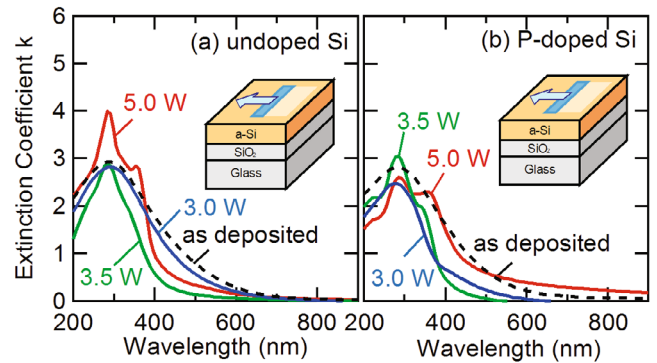 Extinction Coefficient k
6
5
4
3
2
1
0
(a) undoped Si
5.0 W
a-Si
SiO₂
Glass
3.0 W
as deposited
3.5 W
200 400 600 800
Wavelength (nm)
(b) P-doped Si
3.5 W
5.0 W
a-Si
SiO₂
Glass
as deposited
3.0 W
200 400 600 800
Wavelength (nm)